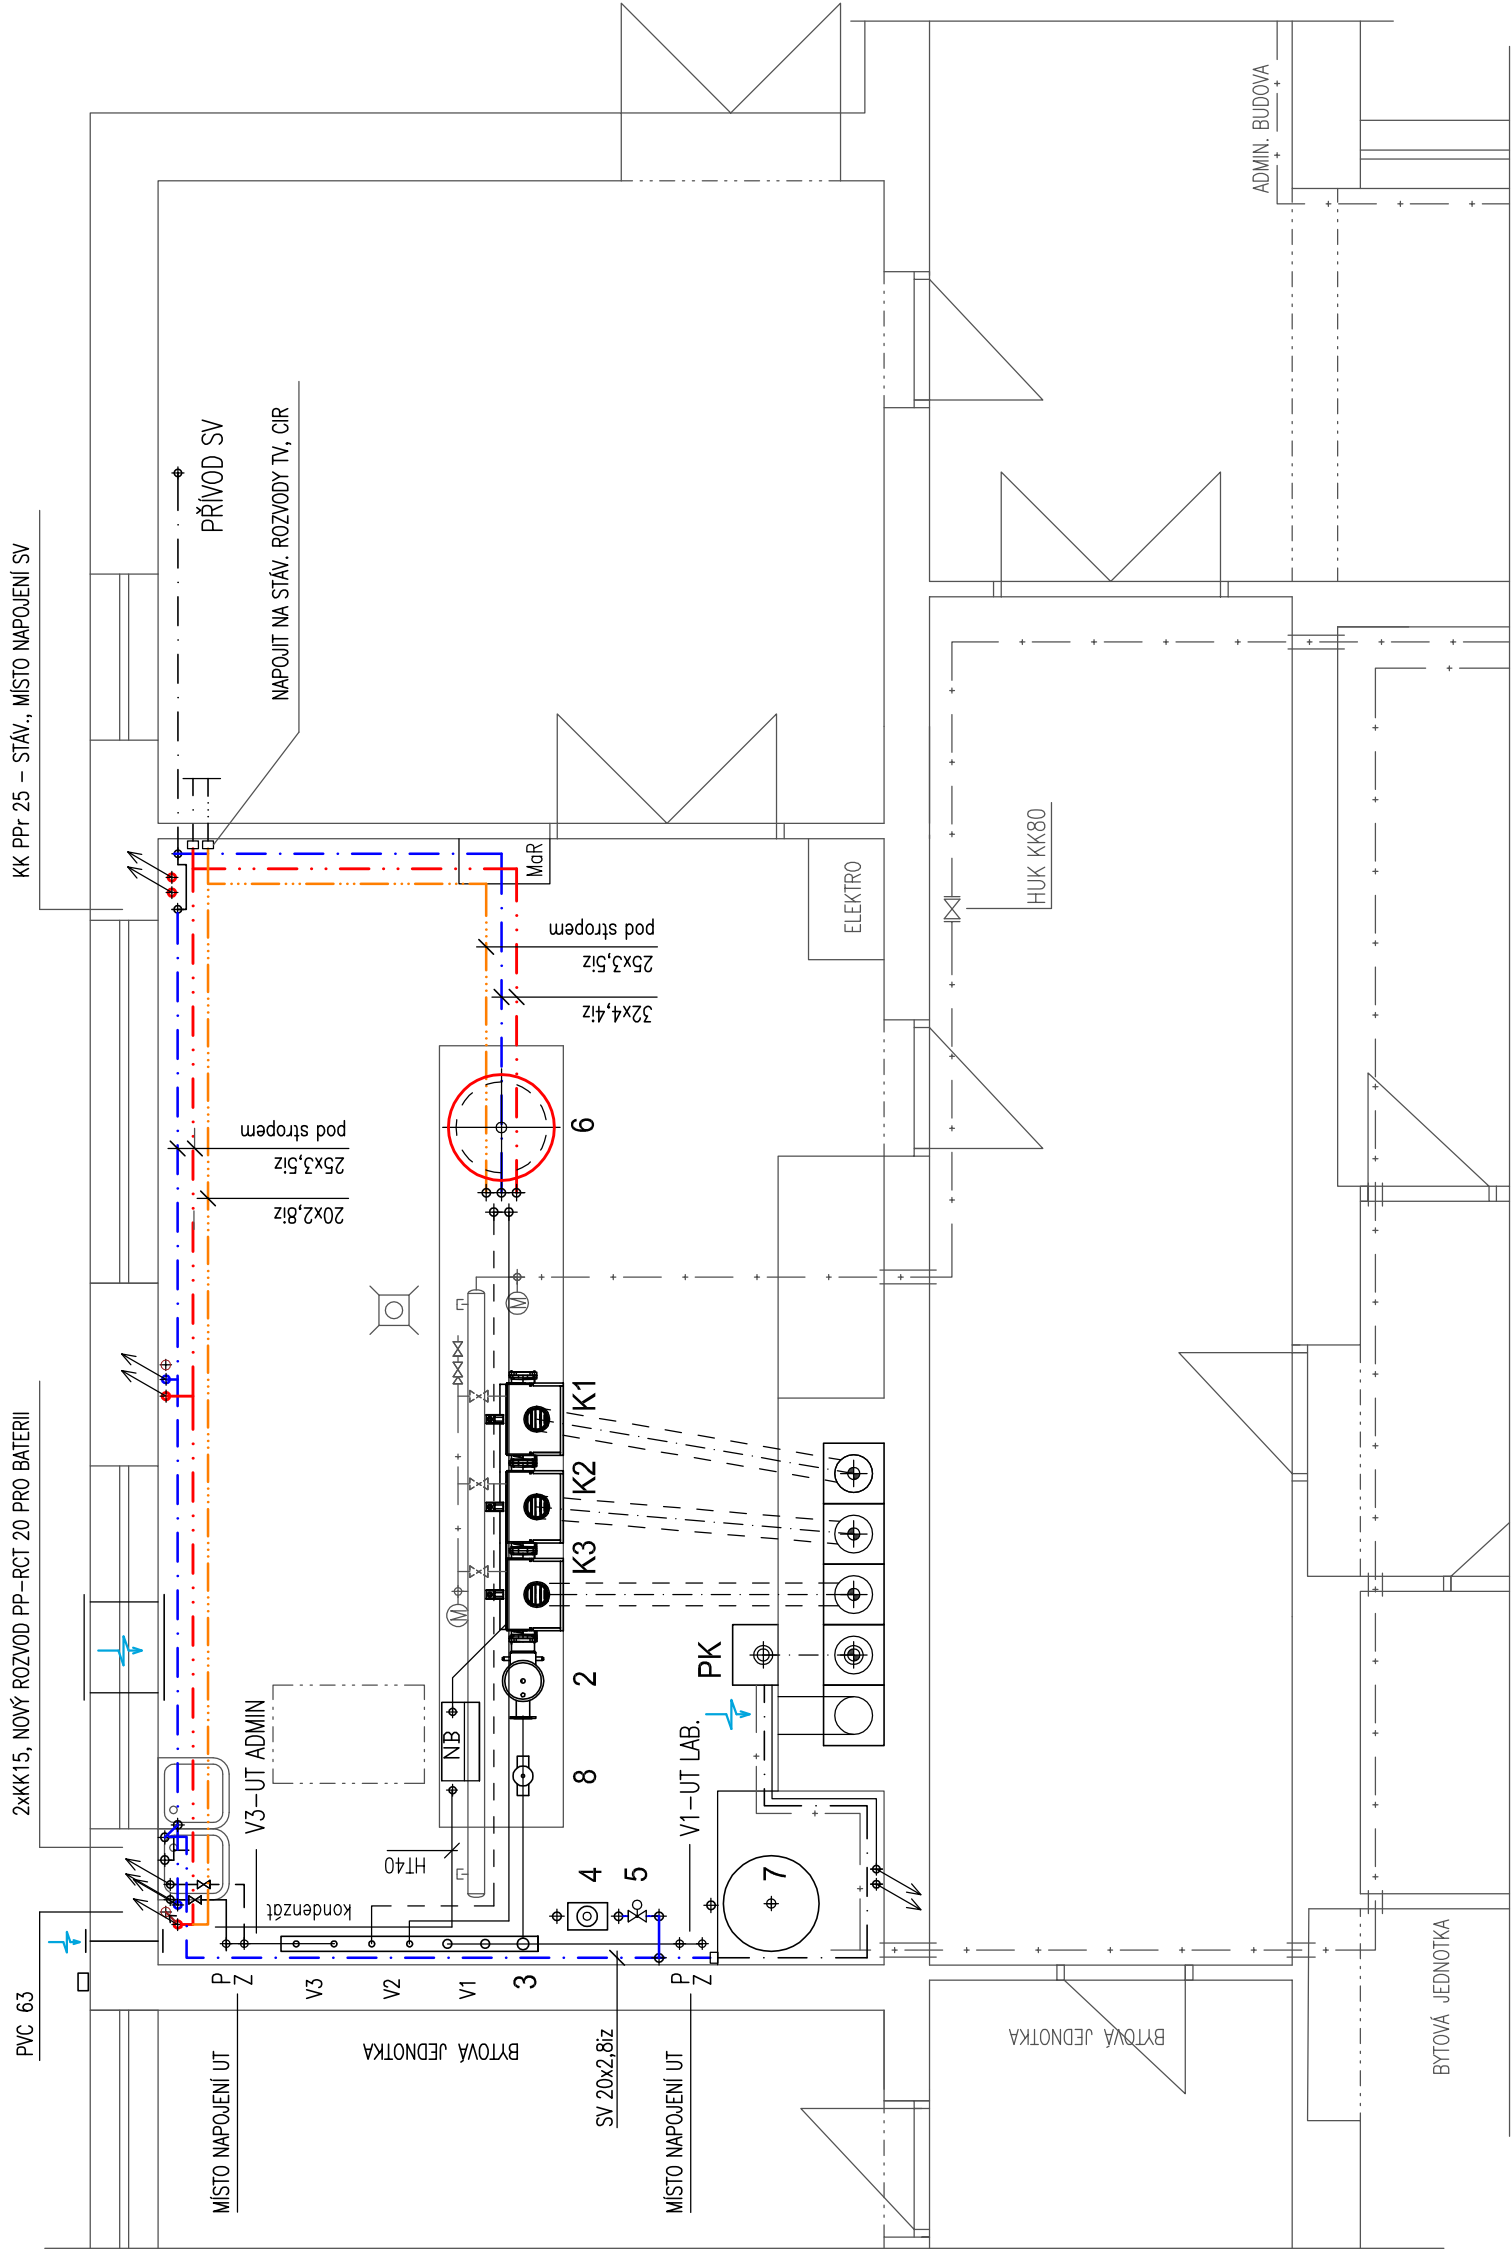 KK PPr 25 – STÁV., MÍSTO NAPOJENÍ SV
2xKK15, NOVÝ ROZVOD PP–RCT 20 PRO BATERII
PVC 63
PŘÍVOD SV
NAPOJIT NA STÁV. ROZVODY TV, CIR
ADMIN. BUDOVA
MaR
ELEKTRO
HUK KK80
pod stropem
25x3,5iz
32x4,4iz
pod stropem
25x3,5iz
20x2,8iz
6
M
K1
K2
K3
M
2
8
NB
PK
V3–UT ADMIN
V1–UT LAB.
HT40
kondenzát
4
5
7
P
Z
V3
V2
V1
3
P
Z
MÍSTO NAPOJENÍ UT
BYTOVÁ JEDNOTKA
SV 20x2,8iz
MÍSTO NAPOJENÍ UT
BYTOVÁ JEDNOTKA
BYTOVÁ JEDNOTKA